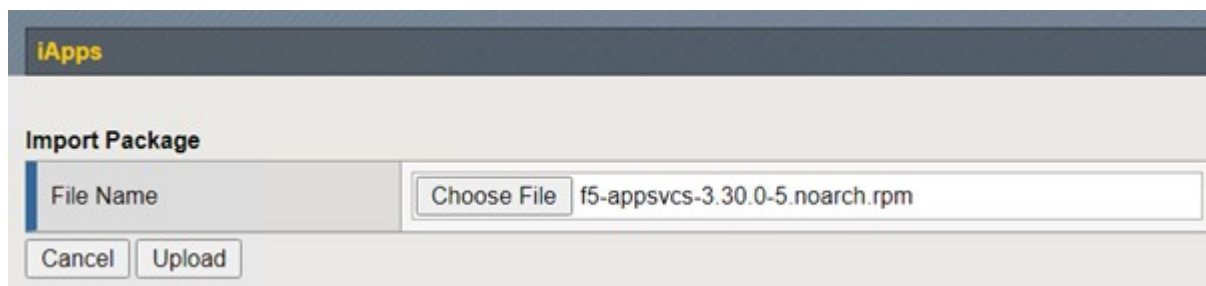 iApps
Import Package
File Name Choose File f5-appsvcs-3.30.0-5.noarch.rpm
Cancel Upload